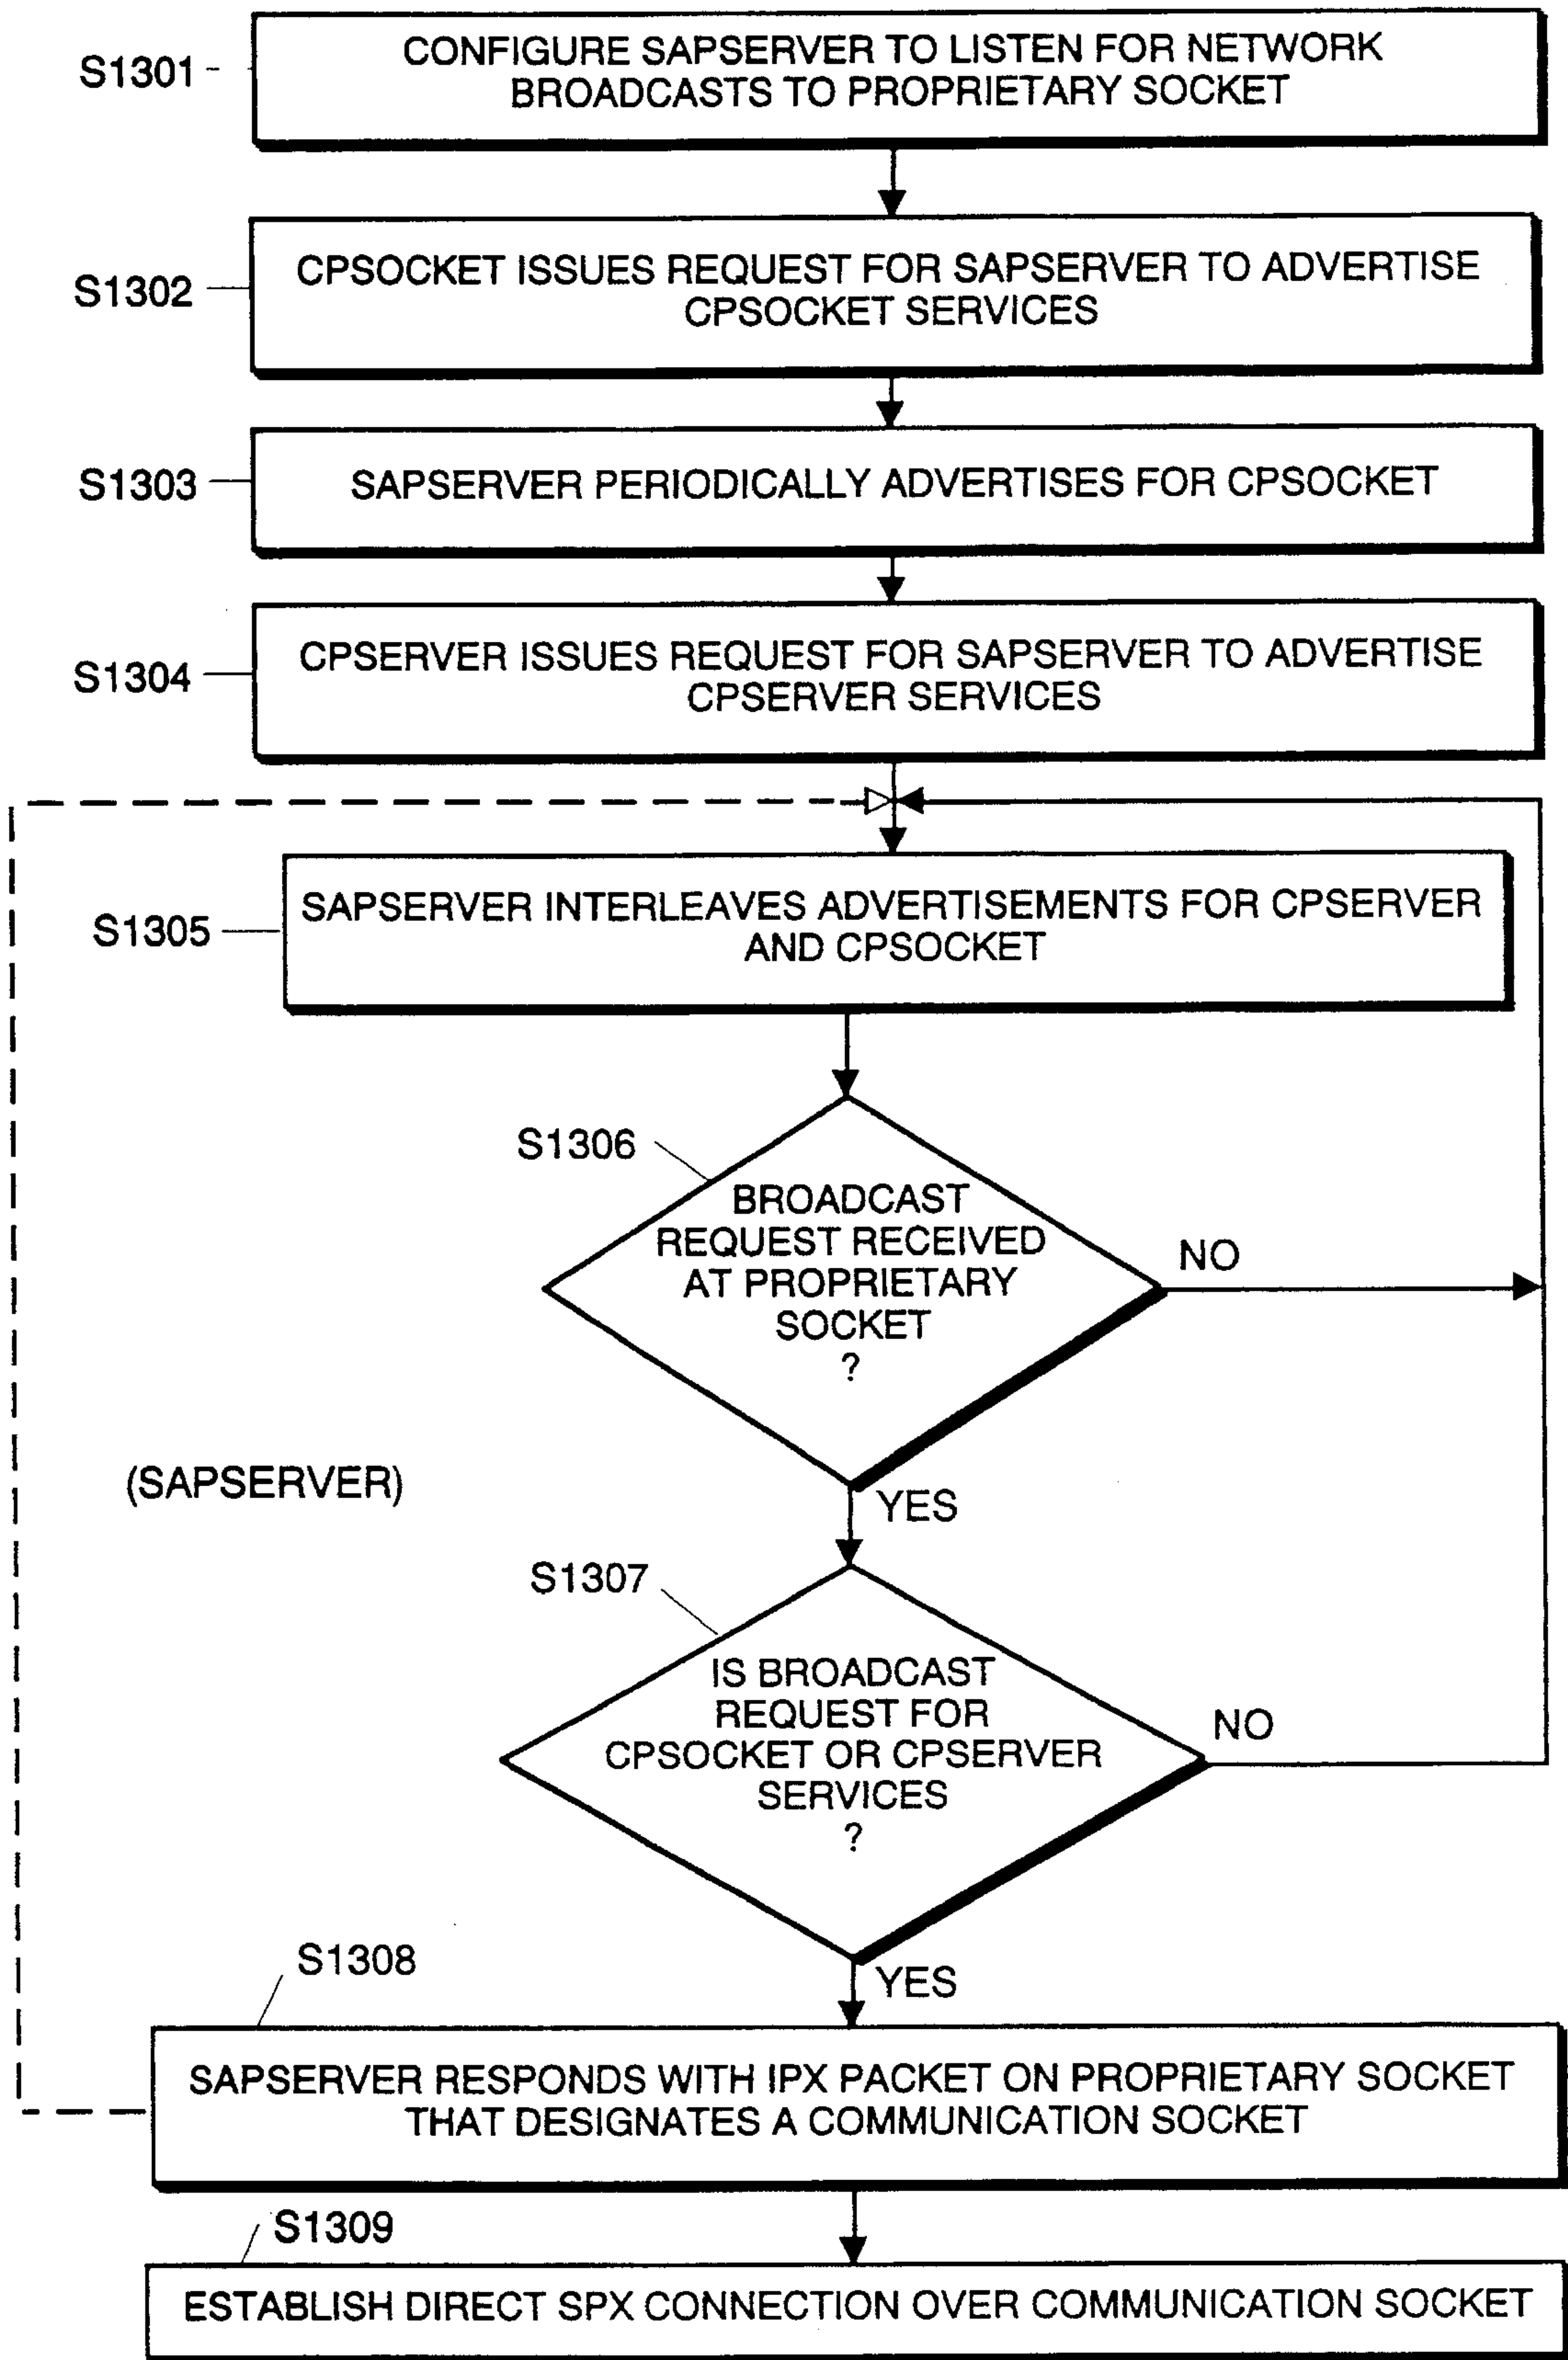 S1301
CONFIGURE SAPSERVER TO LISTEN FOR NETWORK
BROADCASTS TO PROPRIETARY SOCKET
S1302
CPSOCKET ISSUES REQUEST FOR SAPSERVER TO ADVERTISE
CPSOCKET SERVICES
S1303
SAPSERVER PERIODICALLY ADVERTISES FOR CPSOCKET
S1304
CPSERVER ISSUES REQUEST FOR SAPSERVER TO ADVERTISE
CPSERVER SERVICES
S1305
SAPSERVER INTERLEAVES ADVERTISEMENTS FOR CPSERVER
AND CPSOCKET
S1306
BROADCAST
REQUEST RECEIVED
AT PROPRIETARY
SOCKET
?
NO
(SAPSERVER)
YES
S1307
IS BROADCAST
REQUEST FOR
CPSOCKET OR CPSERVER
SERVICES
?
NO
YES
S1308
SAPSERVER RESPONDS WITH IPX PACKET ON PROPRIETARY SOCKET
THAT DESIGNATES A COMMUNICATION SOCKET
S1309
ESTABLISH DIRECT SPX CONNECTION OVER COMMUNICATION SOCKET